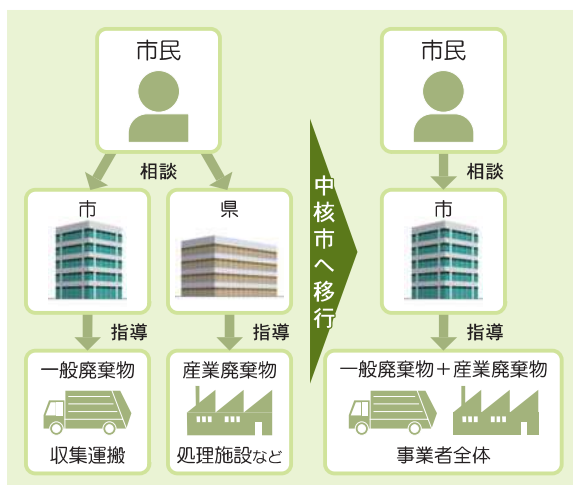 市民
相談
市
県
指導
指導
一般廃棄物
収集運搬
産業廃棄物
処理施設など
中核市へ移行
市民
相談
市
指導
一般廃棄物＋産業廃棄物
事業者全体